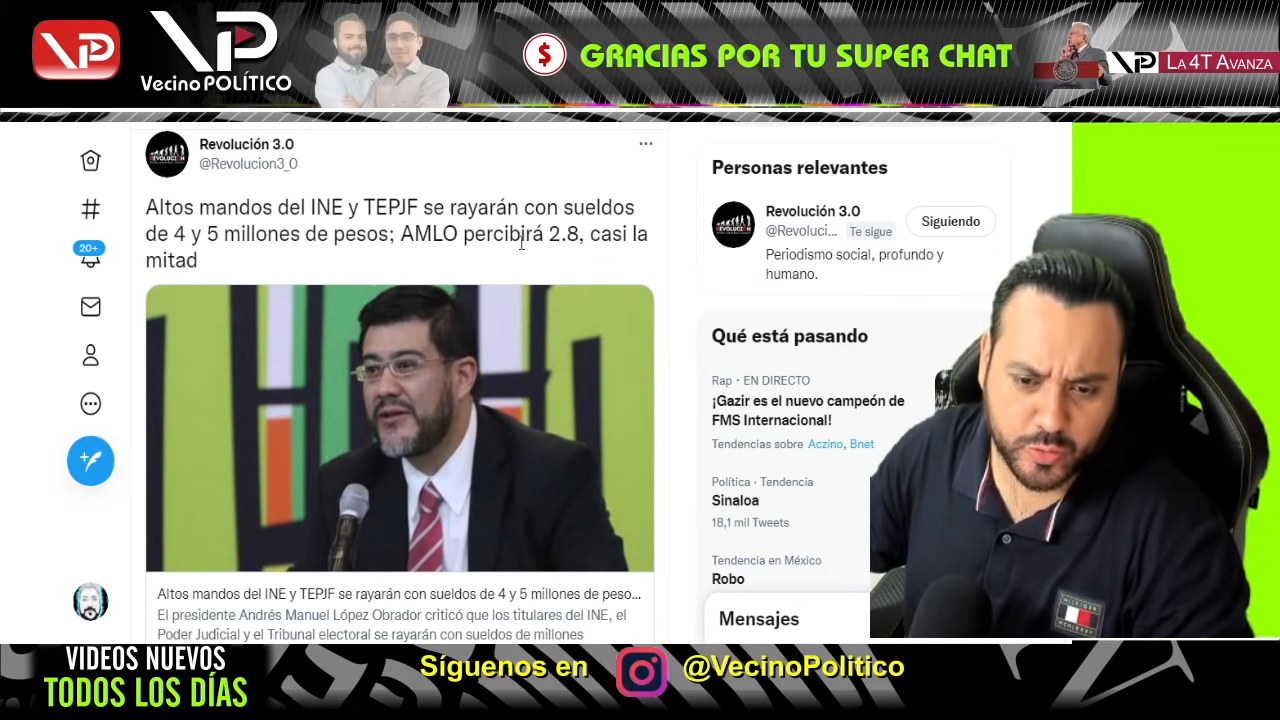 VP
VP
Vecino POLÍTICO
$
GRACIAS POR TU SUPER CHAT
VP LA 4T AVANZA
Revolución 3.0
@Revolucion3_0
Altos mandos del INE y TEPJF se rayarán con sueldos
de 4 y 5 millones de pesos; AMLO percibirá 2.8, casi la
mitad
20+
Altos mandos del INE y TEPJF se rayarán con sueldos de 4 y 5 millones de peso...
El presidente Andrés Manuel López Obrador criticó que los titulares del INE, el
Poder Judicial y el Tribunal electoral se rayarán con sueldos de millones
Personas relevantes
Revolución 3.0
@Revoluci... Te sigue
Siguiendo
Periodismo social, profundo y
humano.
Qué está pasando
Rap · EN DIRECTO
¡Gazir es el nuevo campeón de
FMS Internacional!
Tendencias sobre Aczino, Bnet
Política · Tendencia
Sinaloa
18,1 mil Tweets
Tendencia en México
Robo
Mensajes
VIDEOS NUEVOS
TODOS LOS DÍAS
Síguenos en @VecinoPolitico